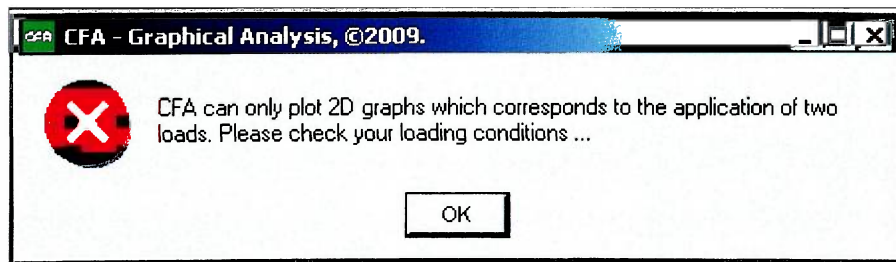 CFA CFA - Graphical Analysis, ©2009.
CFA can only plot 2D graphs which corresponds to the application of two
loads. Please check your loading conditions ...
OK